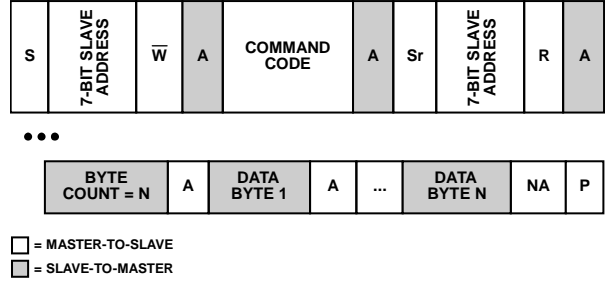 S 7-BIT SLAVE ADDRESS W̅ A COMMAND CODE A Sr 7-BIT SLAVE ADDRESS R A
•••
BYTE COUNT = N A DATA BYTE 1 A ... DATA BYTE N NA P
= MASTER-TO-SLAVE
= SLAVE-TO-MASTER